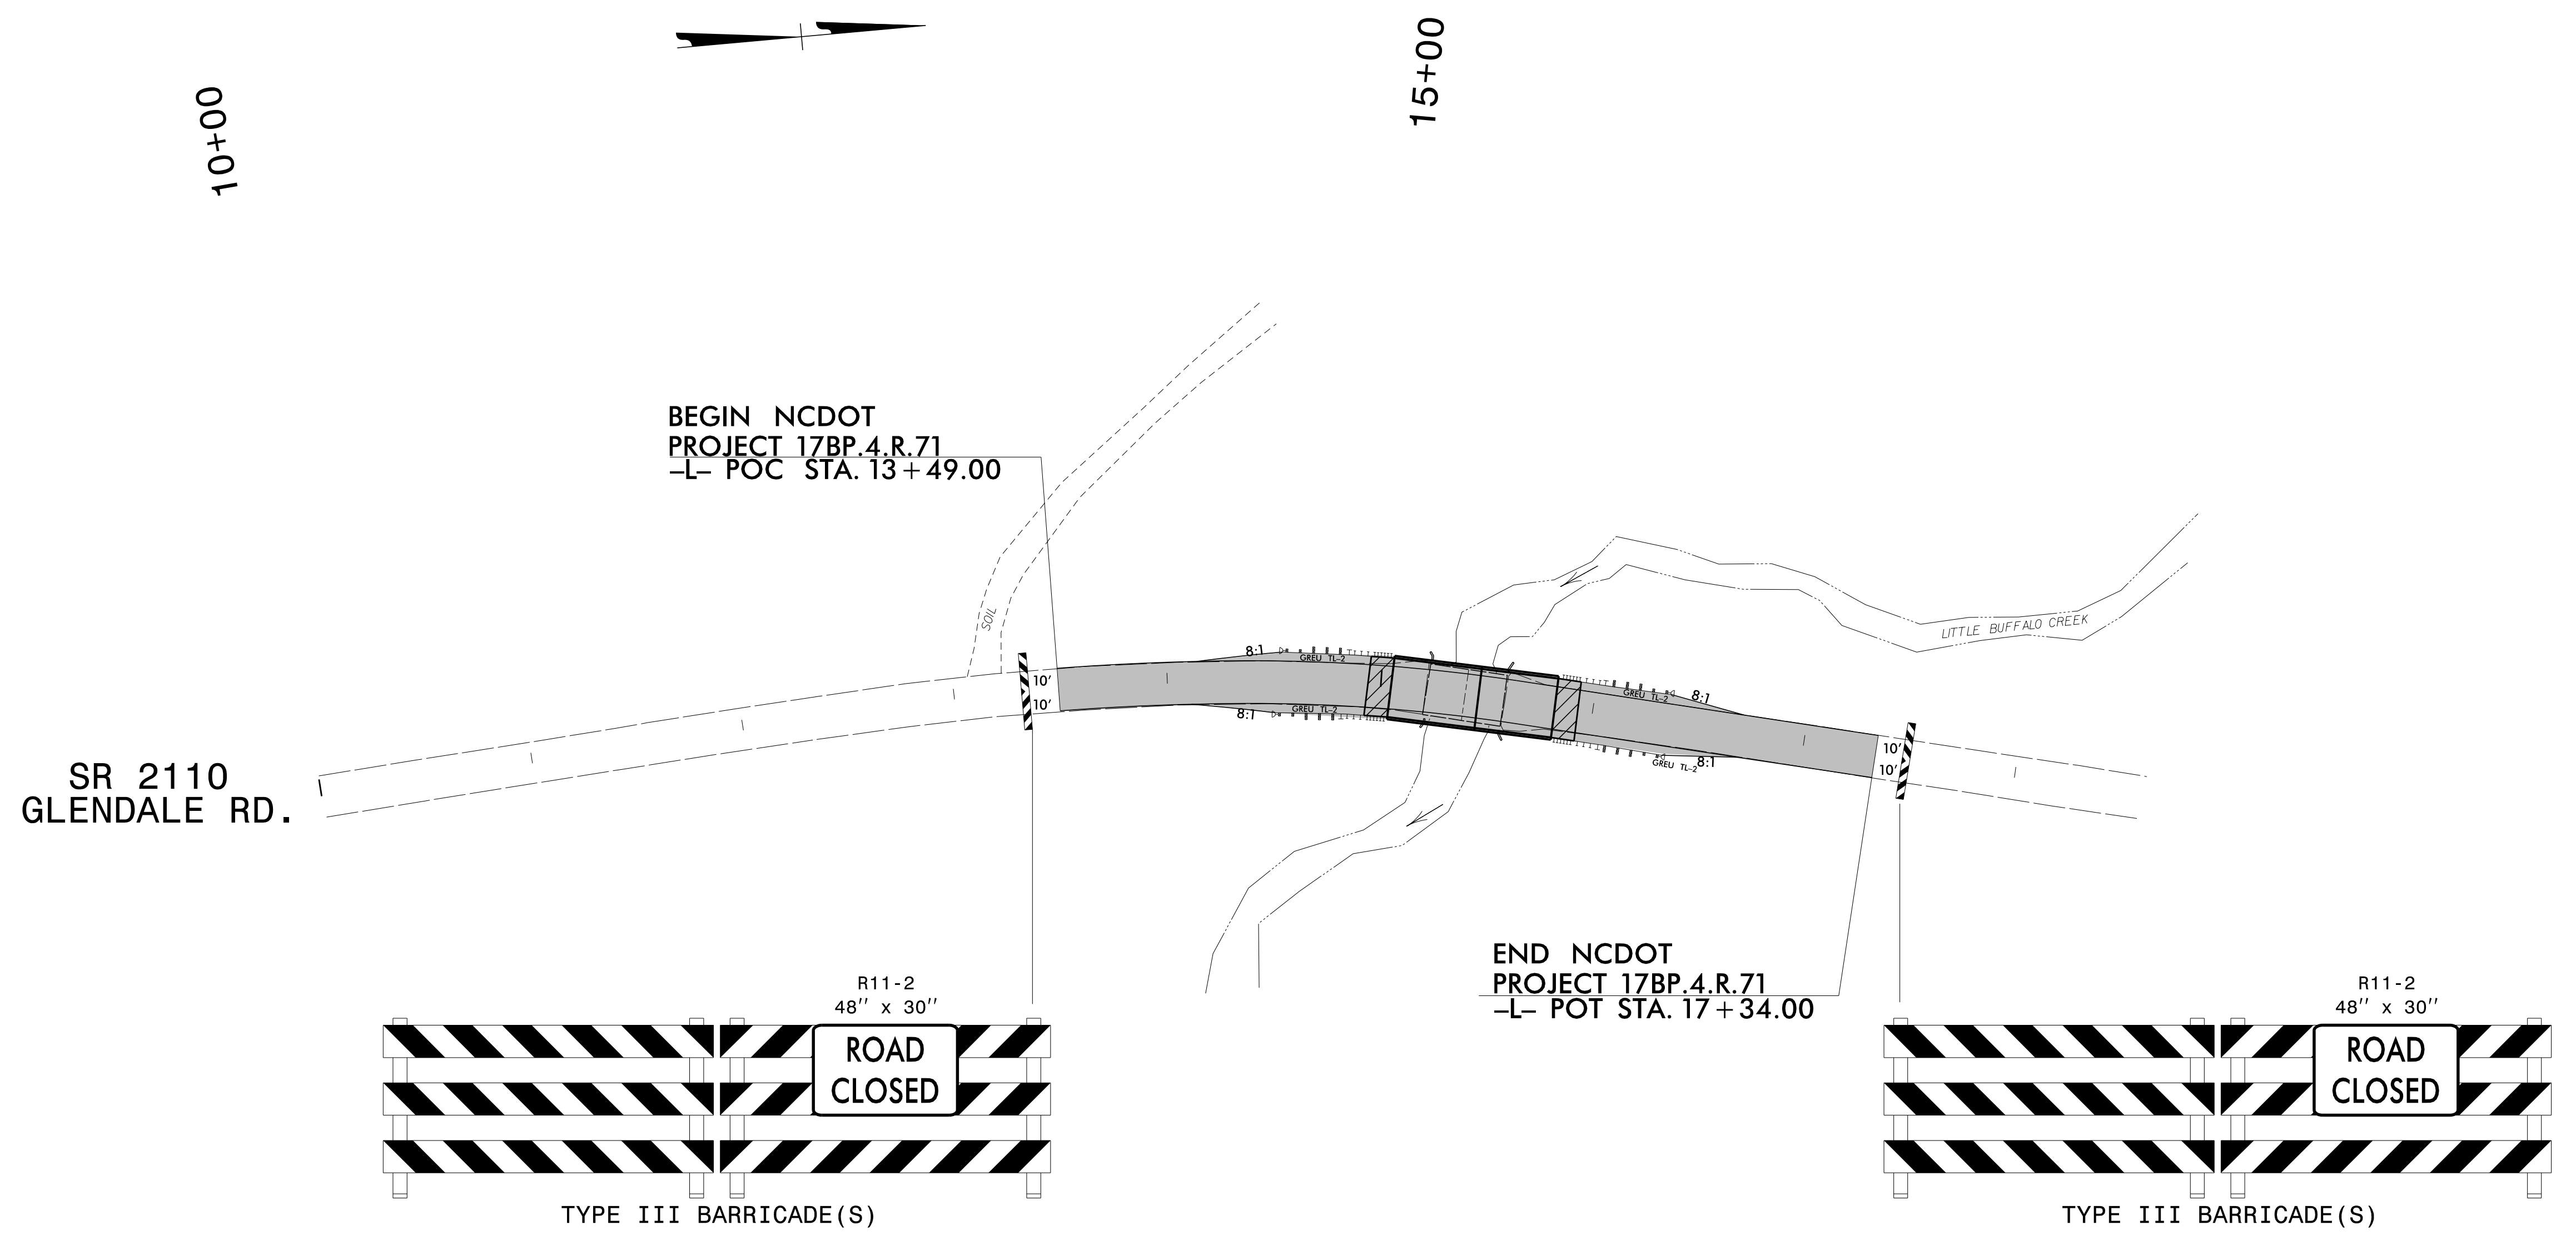 10+00
15+00
BEGIN NCDOT
PROJECT 17BP.4.R.71
-L- POC STA. 13+49.00
SOIL
LITTLE BUFFALO CREEK
8:1
GREU TL-2
10'
10'
8:1
GREU TL-2
GREU TL-2
8:1
GREU TL-2
8:1
10'
10'
SR 2110
GLENDALE RD.
END NCDOT
PROJECT 17BP.4.R.71
-L- POT STA. 17+34.00
R11-2
48'' x 30''
ROAD
CLOSED
TYPE III BARRICADE(S)
R11-2
48'' x 30''
ROAD
CLOSED
TYPE III BARRICADE(S)